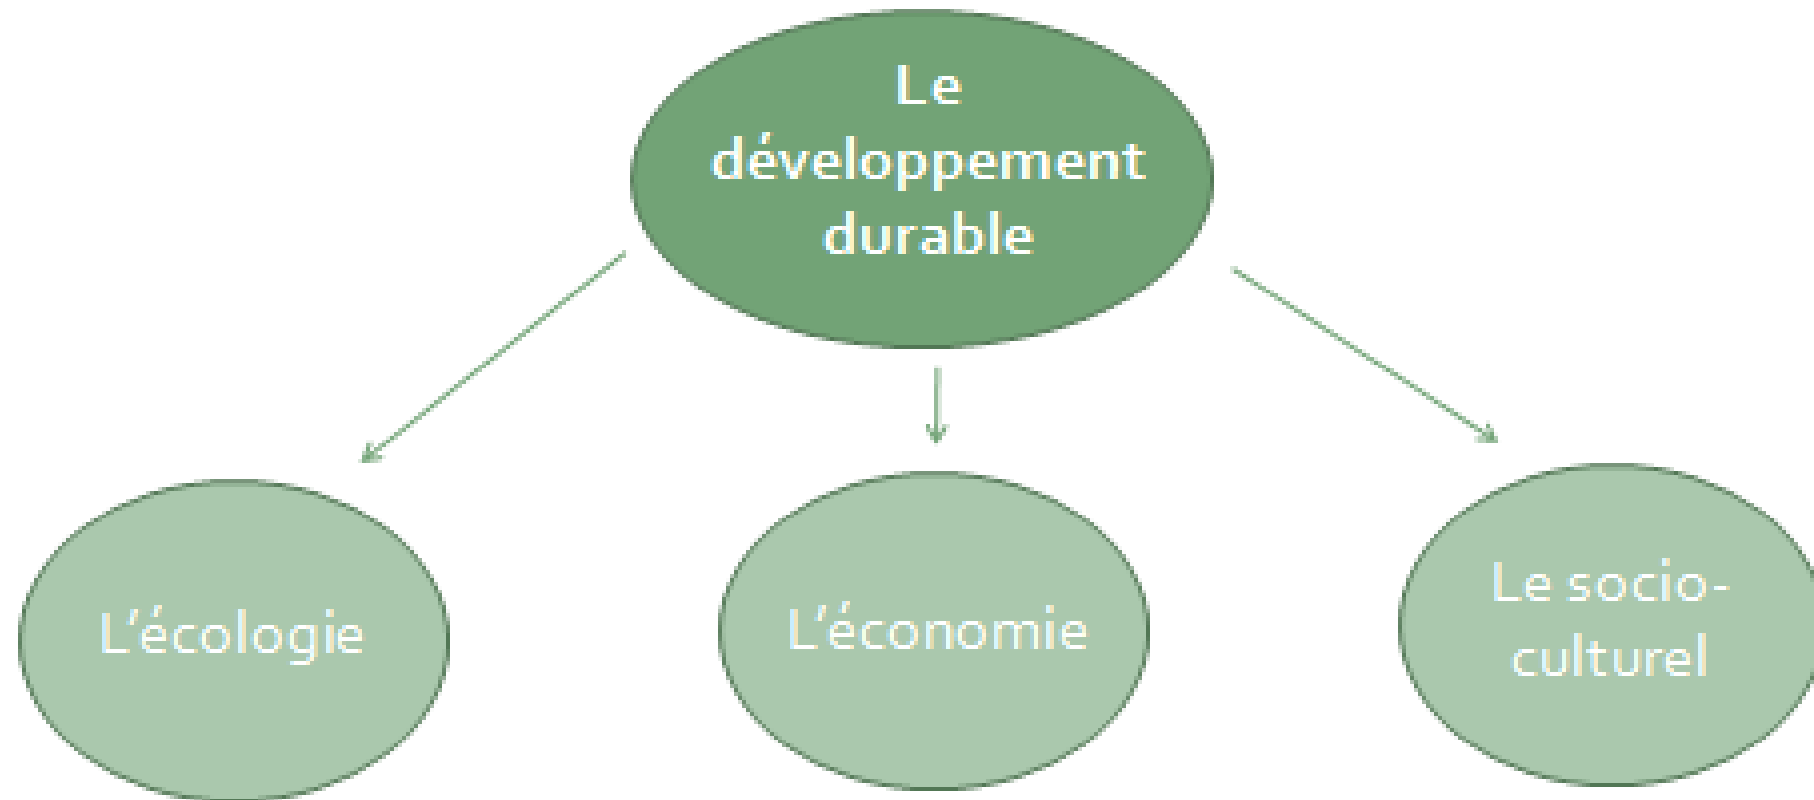 Le
développement
durable
L'écologie
L'économie
Le socio-
culturel